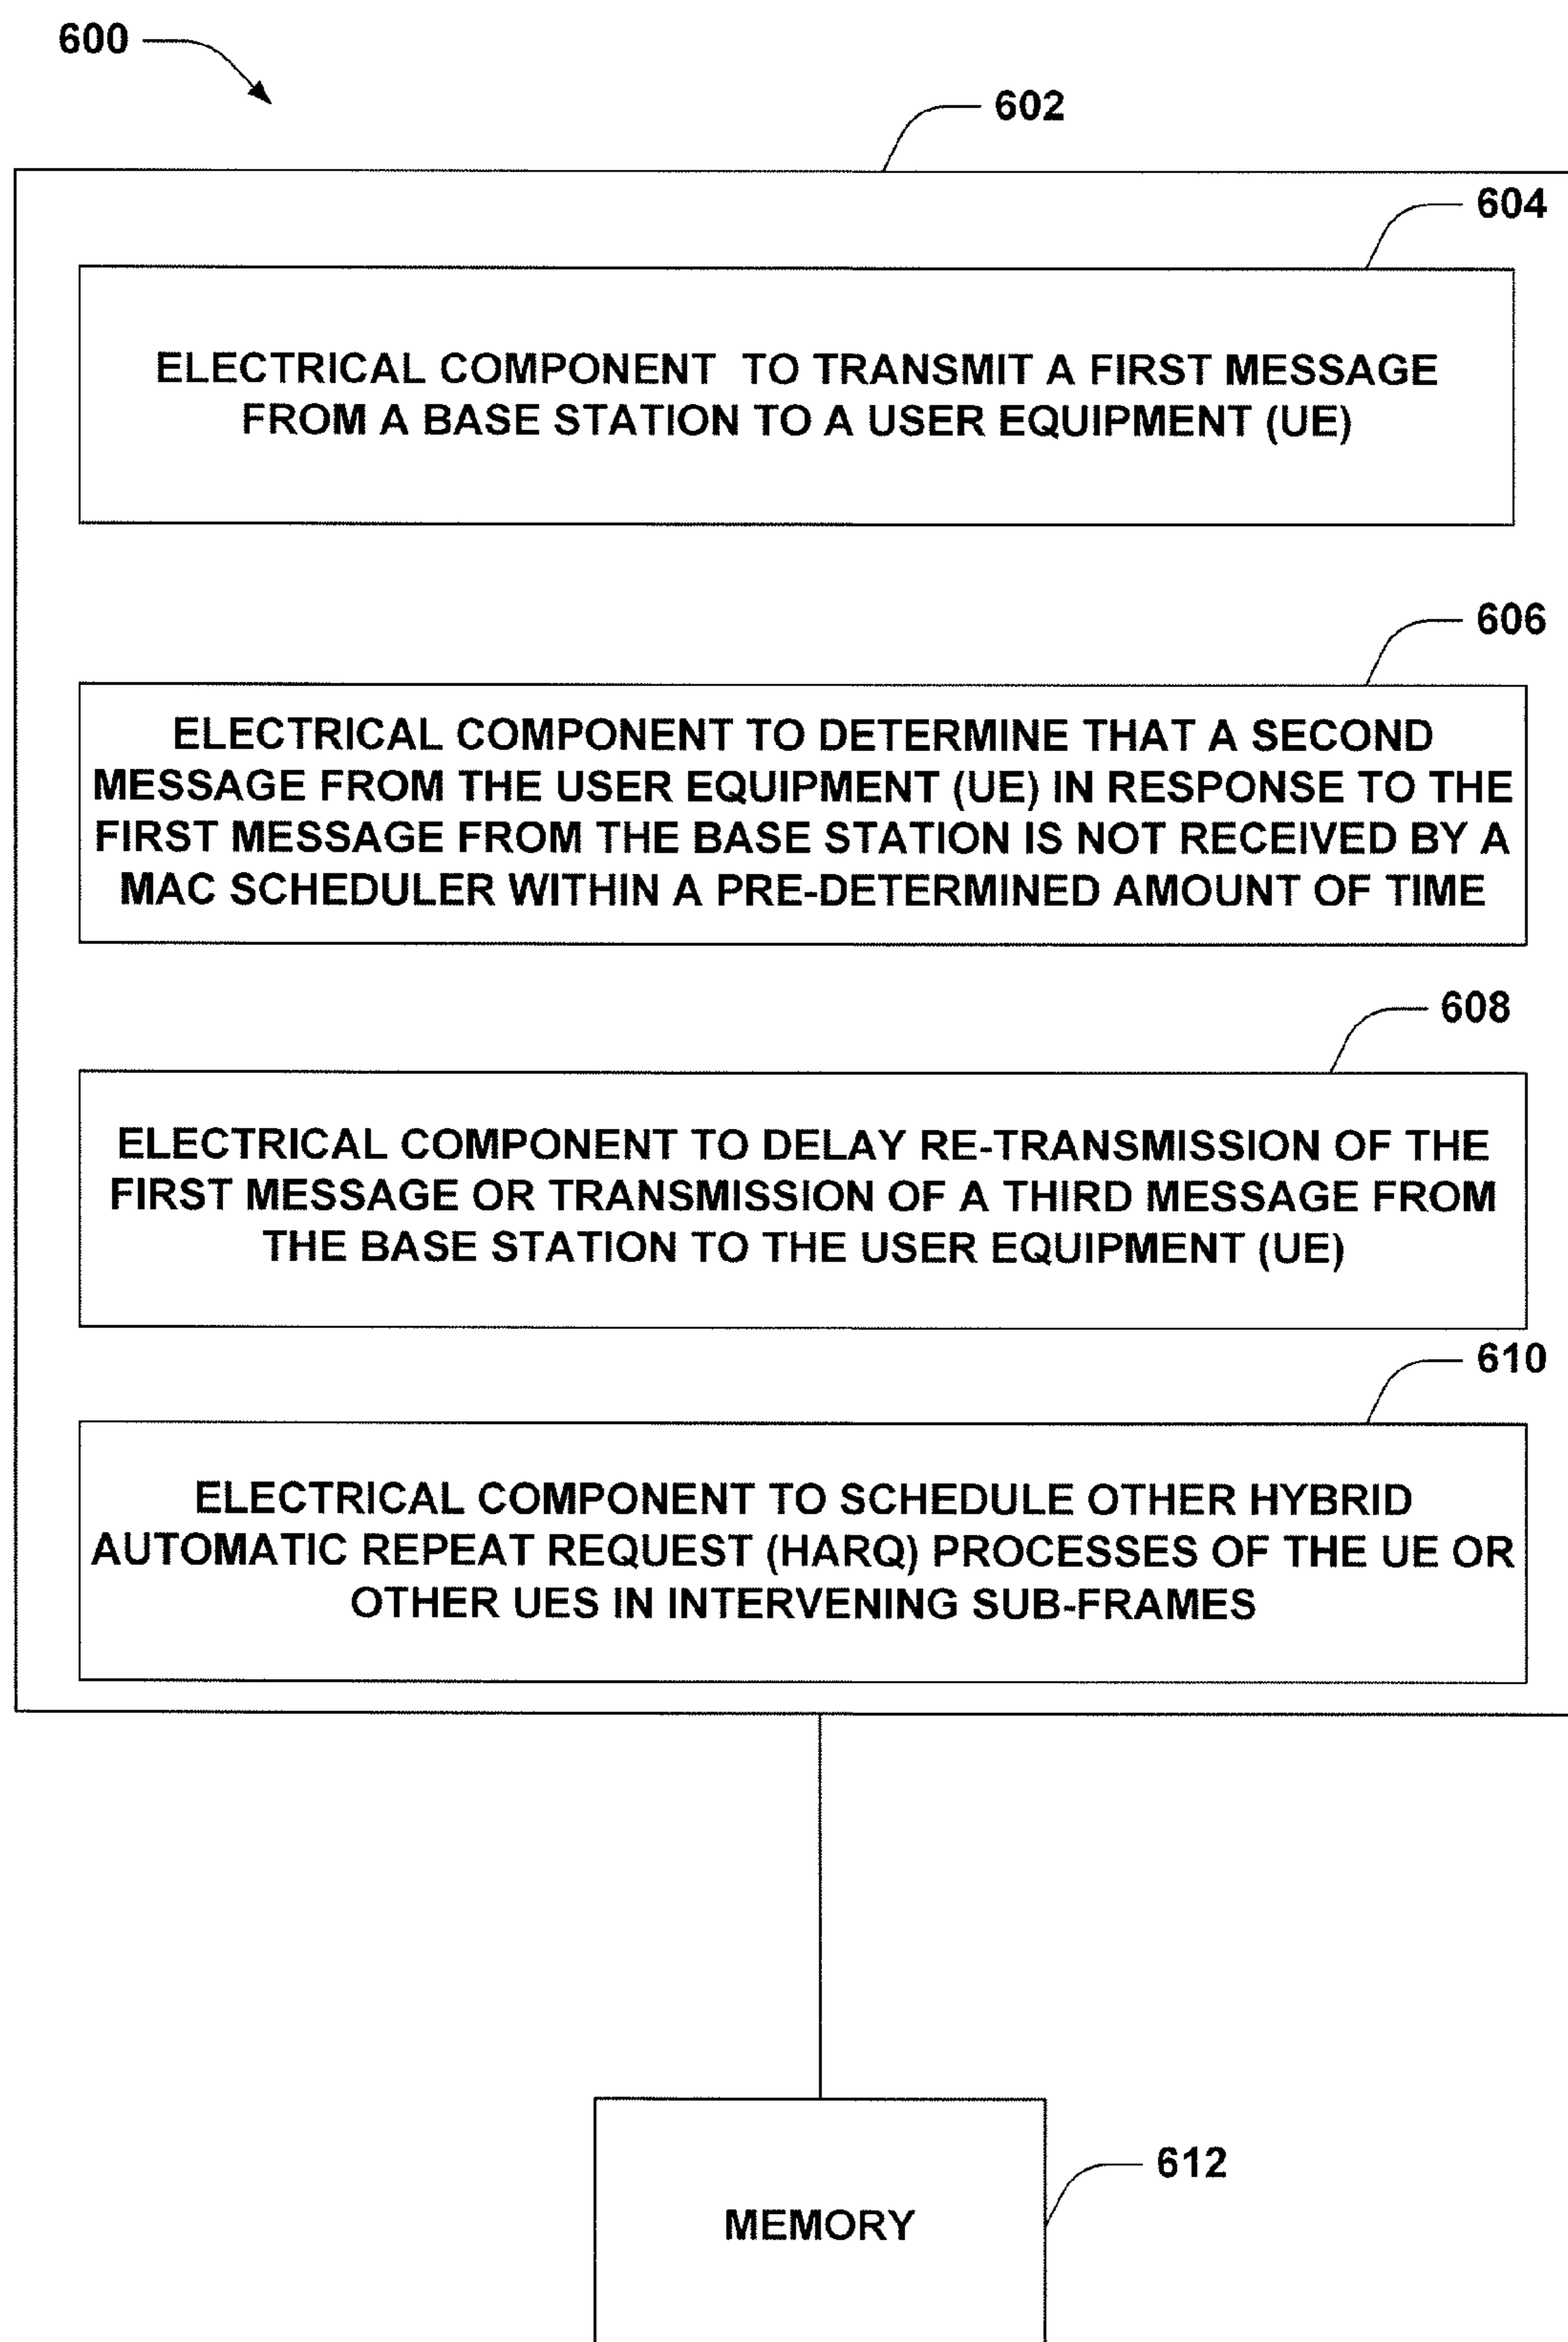 600
602
604
ELECTRICAL COMPONENT TO TRANSMIT A FIRST MESSAGE
FROM A BASE STATION TO A USER EQUIPMENT (UE)
606
ELECTRICAL COMPONENT TO DETERMINE THAT A SECOND
MESSAGE FROM THE USER EQUIPMENT (UE) IN RESPONSE TO THE
FIRST MESSAGE FROM THE BASE STATION IS NOT RECEIVED BY A
MAC SCHEDULER WITHIN A PRE-DETERMINED AMOUNT OF TIME
608
ELECTRICAL COMPONENT TO DELAY RE-TRANSMISSION OF THE
FIRST MESSAGE OR TRANSMISSION OF A THIRD MESSAGE FROM
THE BASE STATION TO THE USER EQUIPMENT (UE)
610
ELECTRICAL COMPONENT TO SCHEDULE OTHER HYBRID
AUTOMATIC REPEAT REQUEST (HARQ) PROCESSES OF THE UE OR
OTHER UES IN INTERVENING SUB-FRAMES
612
MEMORY